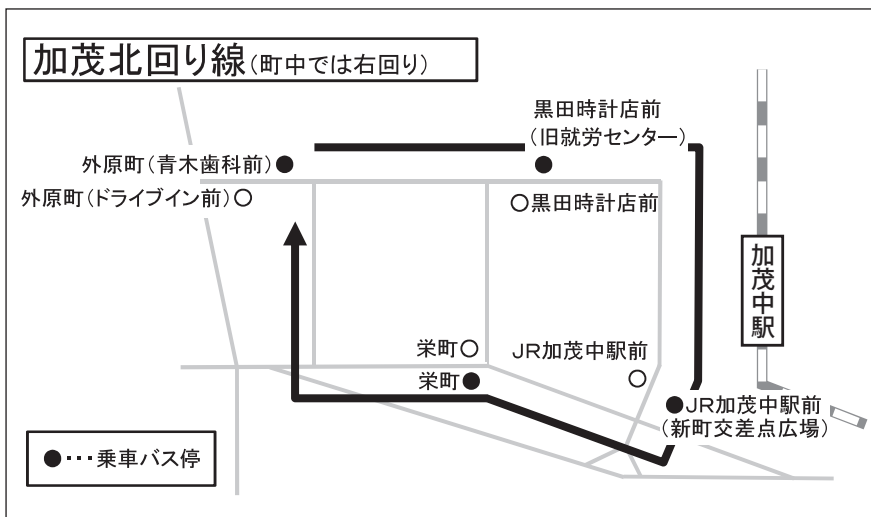 加茂北回り線(町中では右回り)
黒田時計店前
(旧就労センター)
外原町(青木歯科前)●
外原町(ドライブイン前)○
○黒田時計店前
加茂中駅
栄町○
JR加茂中駅前
栄町●
●JR加茂中駅前
(新町交差点広場)
●…乗車バス停